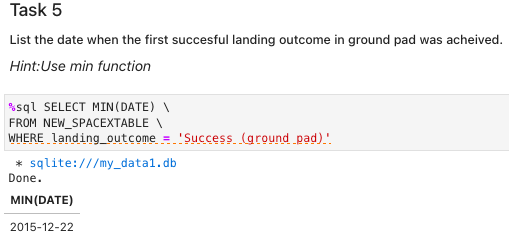 Task 5
List the date when the first succesful landing outcome in ground pad was acheived.
Hint:Use min function
%sql SELECT MIN(DATE) \
FROM NEW_SPACEXTABLE \
WHERE landing_outcome = 'Success (ground pad)'
* sqlite:///my_data1.db
Done.
MIN(DATE)
2015-12-22